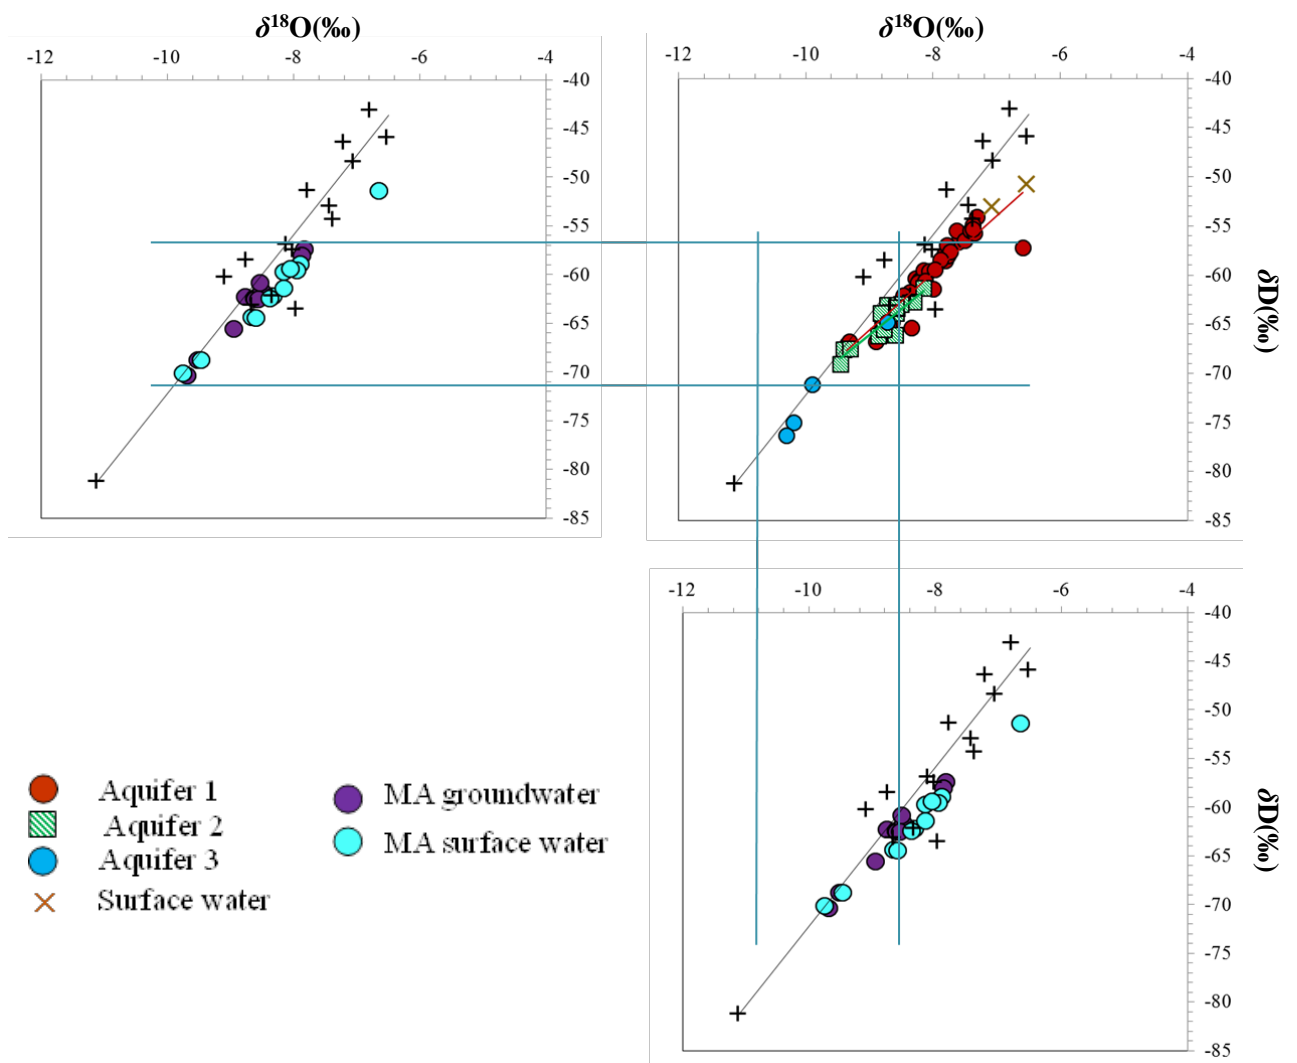 δ18O(‰)
δ18O(‰)
-12 -10 -8 -6 -4
-12 -10 -8 -6 -4
-40
-45
-50
-55
-60
-65
-70
-75
-80
-85
-40
-45
-50
-55
-60
-65
-70
-75
-80
-85
δD(‰)
-12 -10 -8 -6 -4
-40
-45
-50
-55
-60
-65
-70
-75
-80
-85
δD(‰)
Aquifer 1
Aquifer 2
Aquifer 3
Surface water
MA groundwater
MA surface water